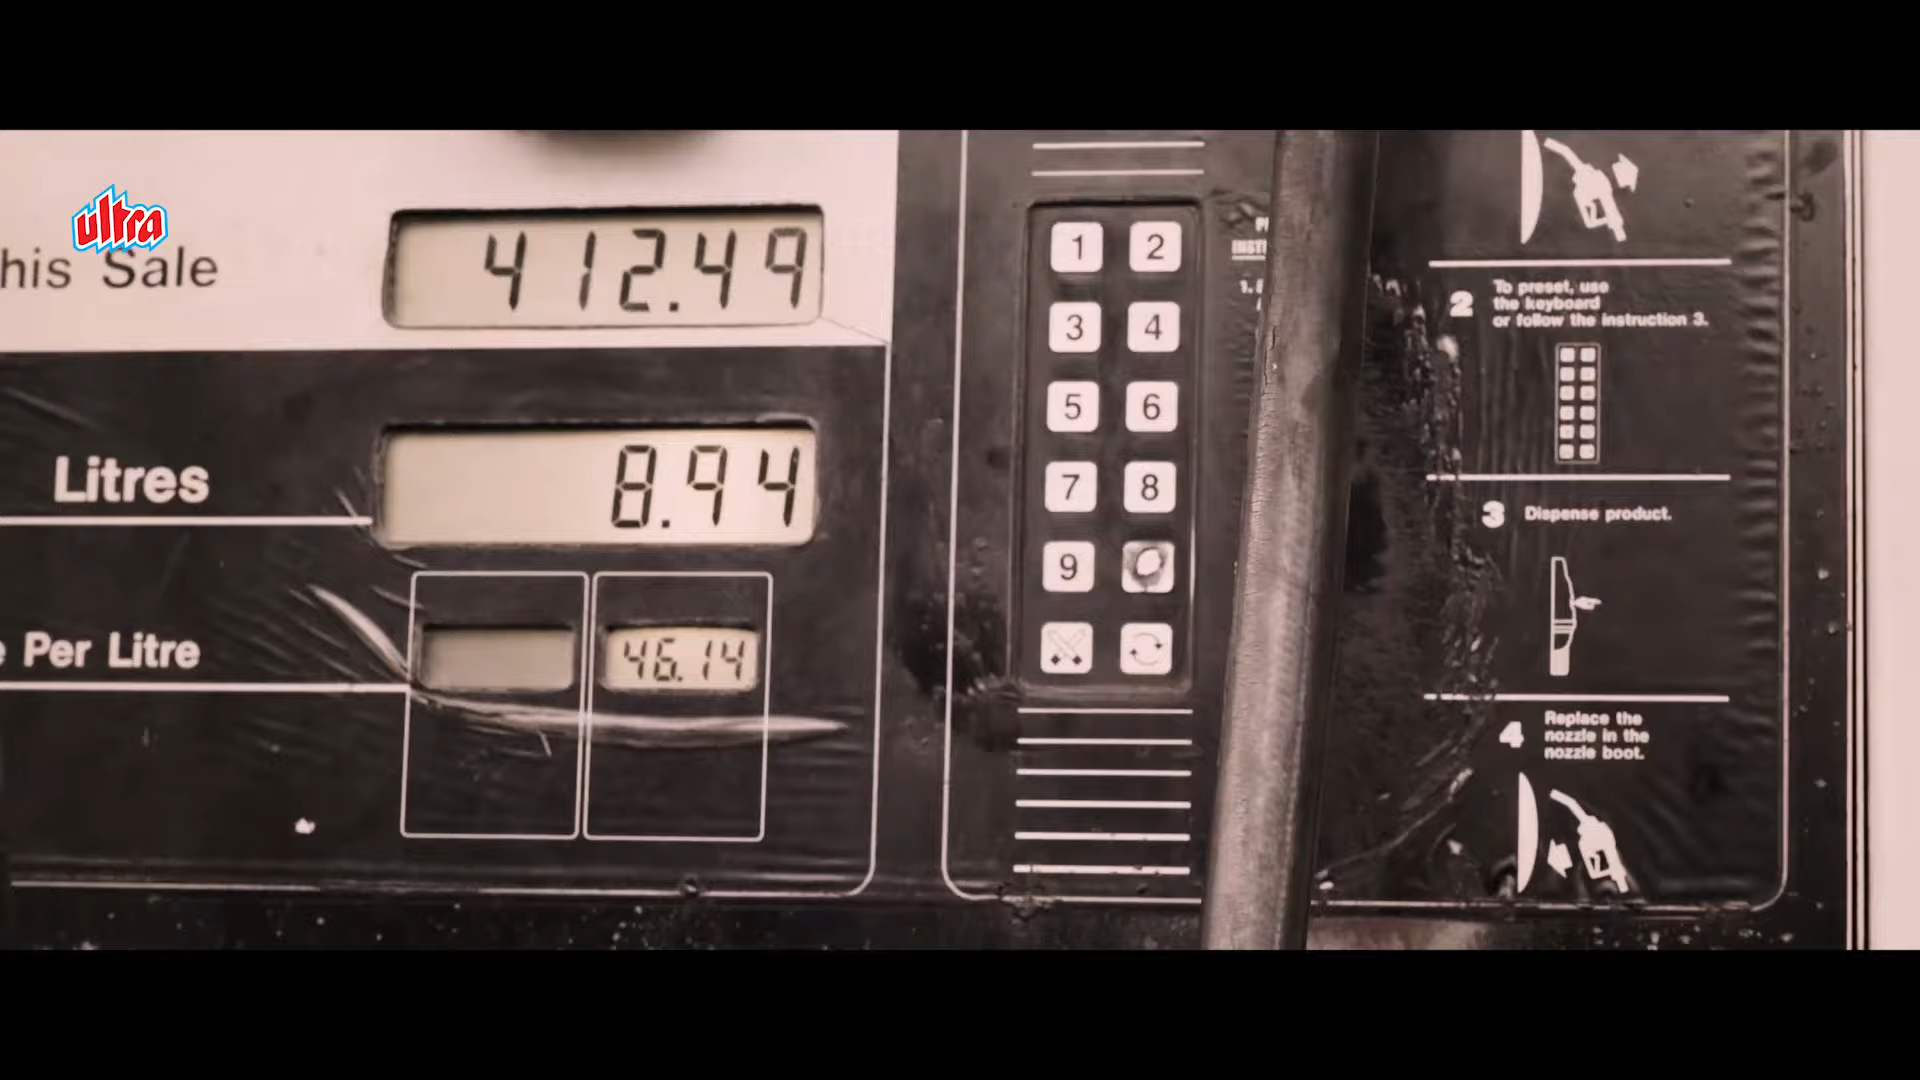 ultra
his Sale
412.49
Litres
8.94
Per Litre
46.14
1 2
3 4
5 6
7 8
9
1.
2 To preset, use
the keyboard
or follow the instruction 3.
3 Dispense product.
4 Replace the
nozzle in the
nozzle boot.